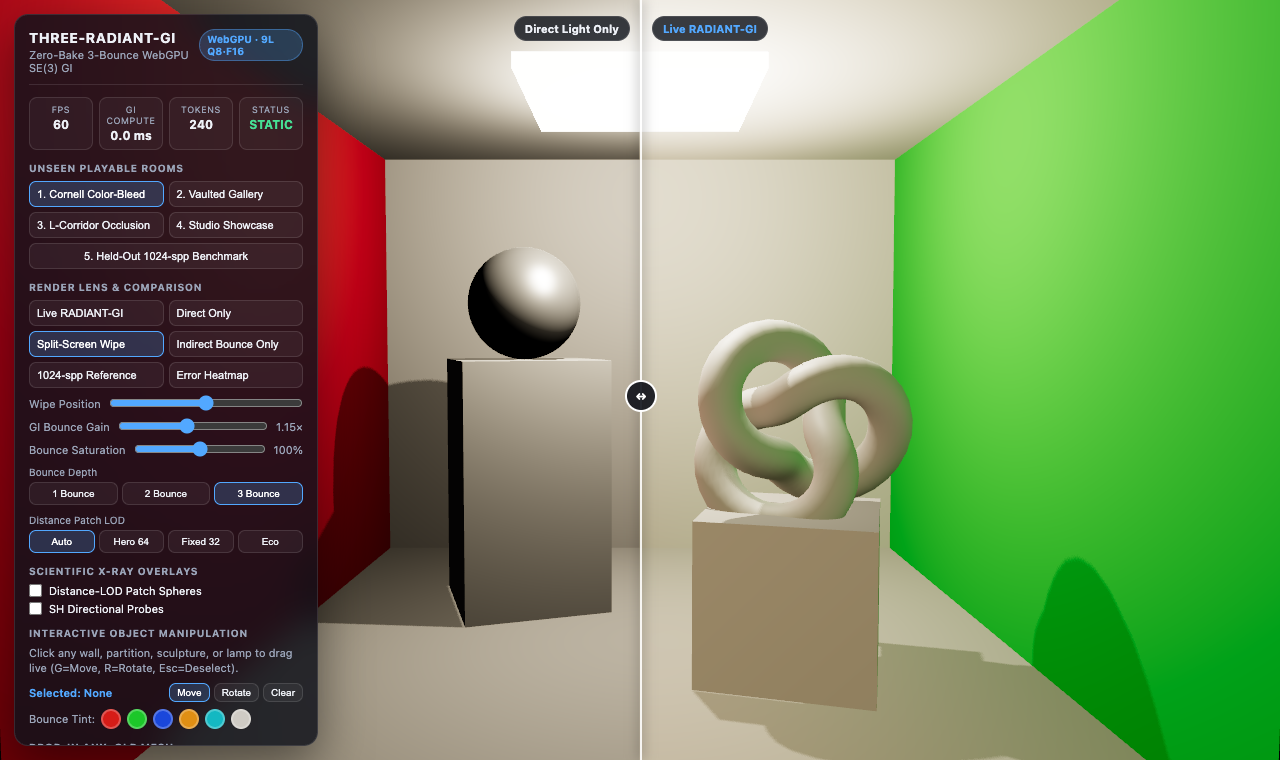 THREE-RADIANT-GI
Zero-Bake 3-Bounce WebGPU
SE(3) GI
WebGPU · 9L
Q8·F16
FPS
60
GI
COMPUTE
0.0 ms
TOKENS
240
STATUS
STATIC
UNSEEN PLAYABLE ROOMS
1. Cornell Color-Bleed
2. Vaulted Gallery
3. L-Corridor Occlusion
4. Studio Showcase
5. Held-Out 1024-spp Benchmark
RENDER LENS & COMPARISON
Live RADIANT-GI
Direct Only
Split-Screen Wipe
Indirect Bounce Only
1024-spp Reference
Error Heatmap
Wipe Position
GI Bounce Gain 1.15×
Bounce Saturation 100%
Bounce Depth
1 Bounce
2 Bounce
3 Bounce
Distance Patch LOD
Auto
Hero 64
Fixed 32
Eco
SCIENTIFIC X-RAY OVERLAYS
Distance-LOD Patch Spheres
SH Directional Probes
INTERACTIVE OBJECT MANIPULATION
Click any wall, partition, sculpture, or lamp to drag
live (G=Move, R=Rotate, Esc=Deselect).
Selected: None
Move
Rotate
Clear
Bounce Tint:
Direct Light Only
Live RADIANT-GI